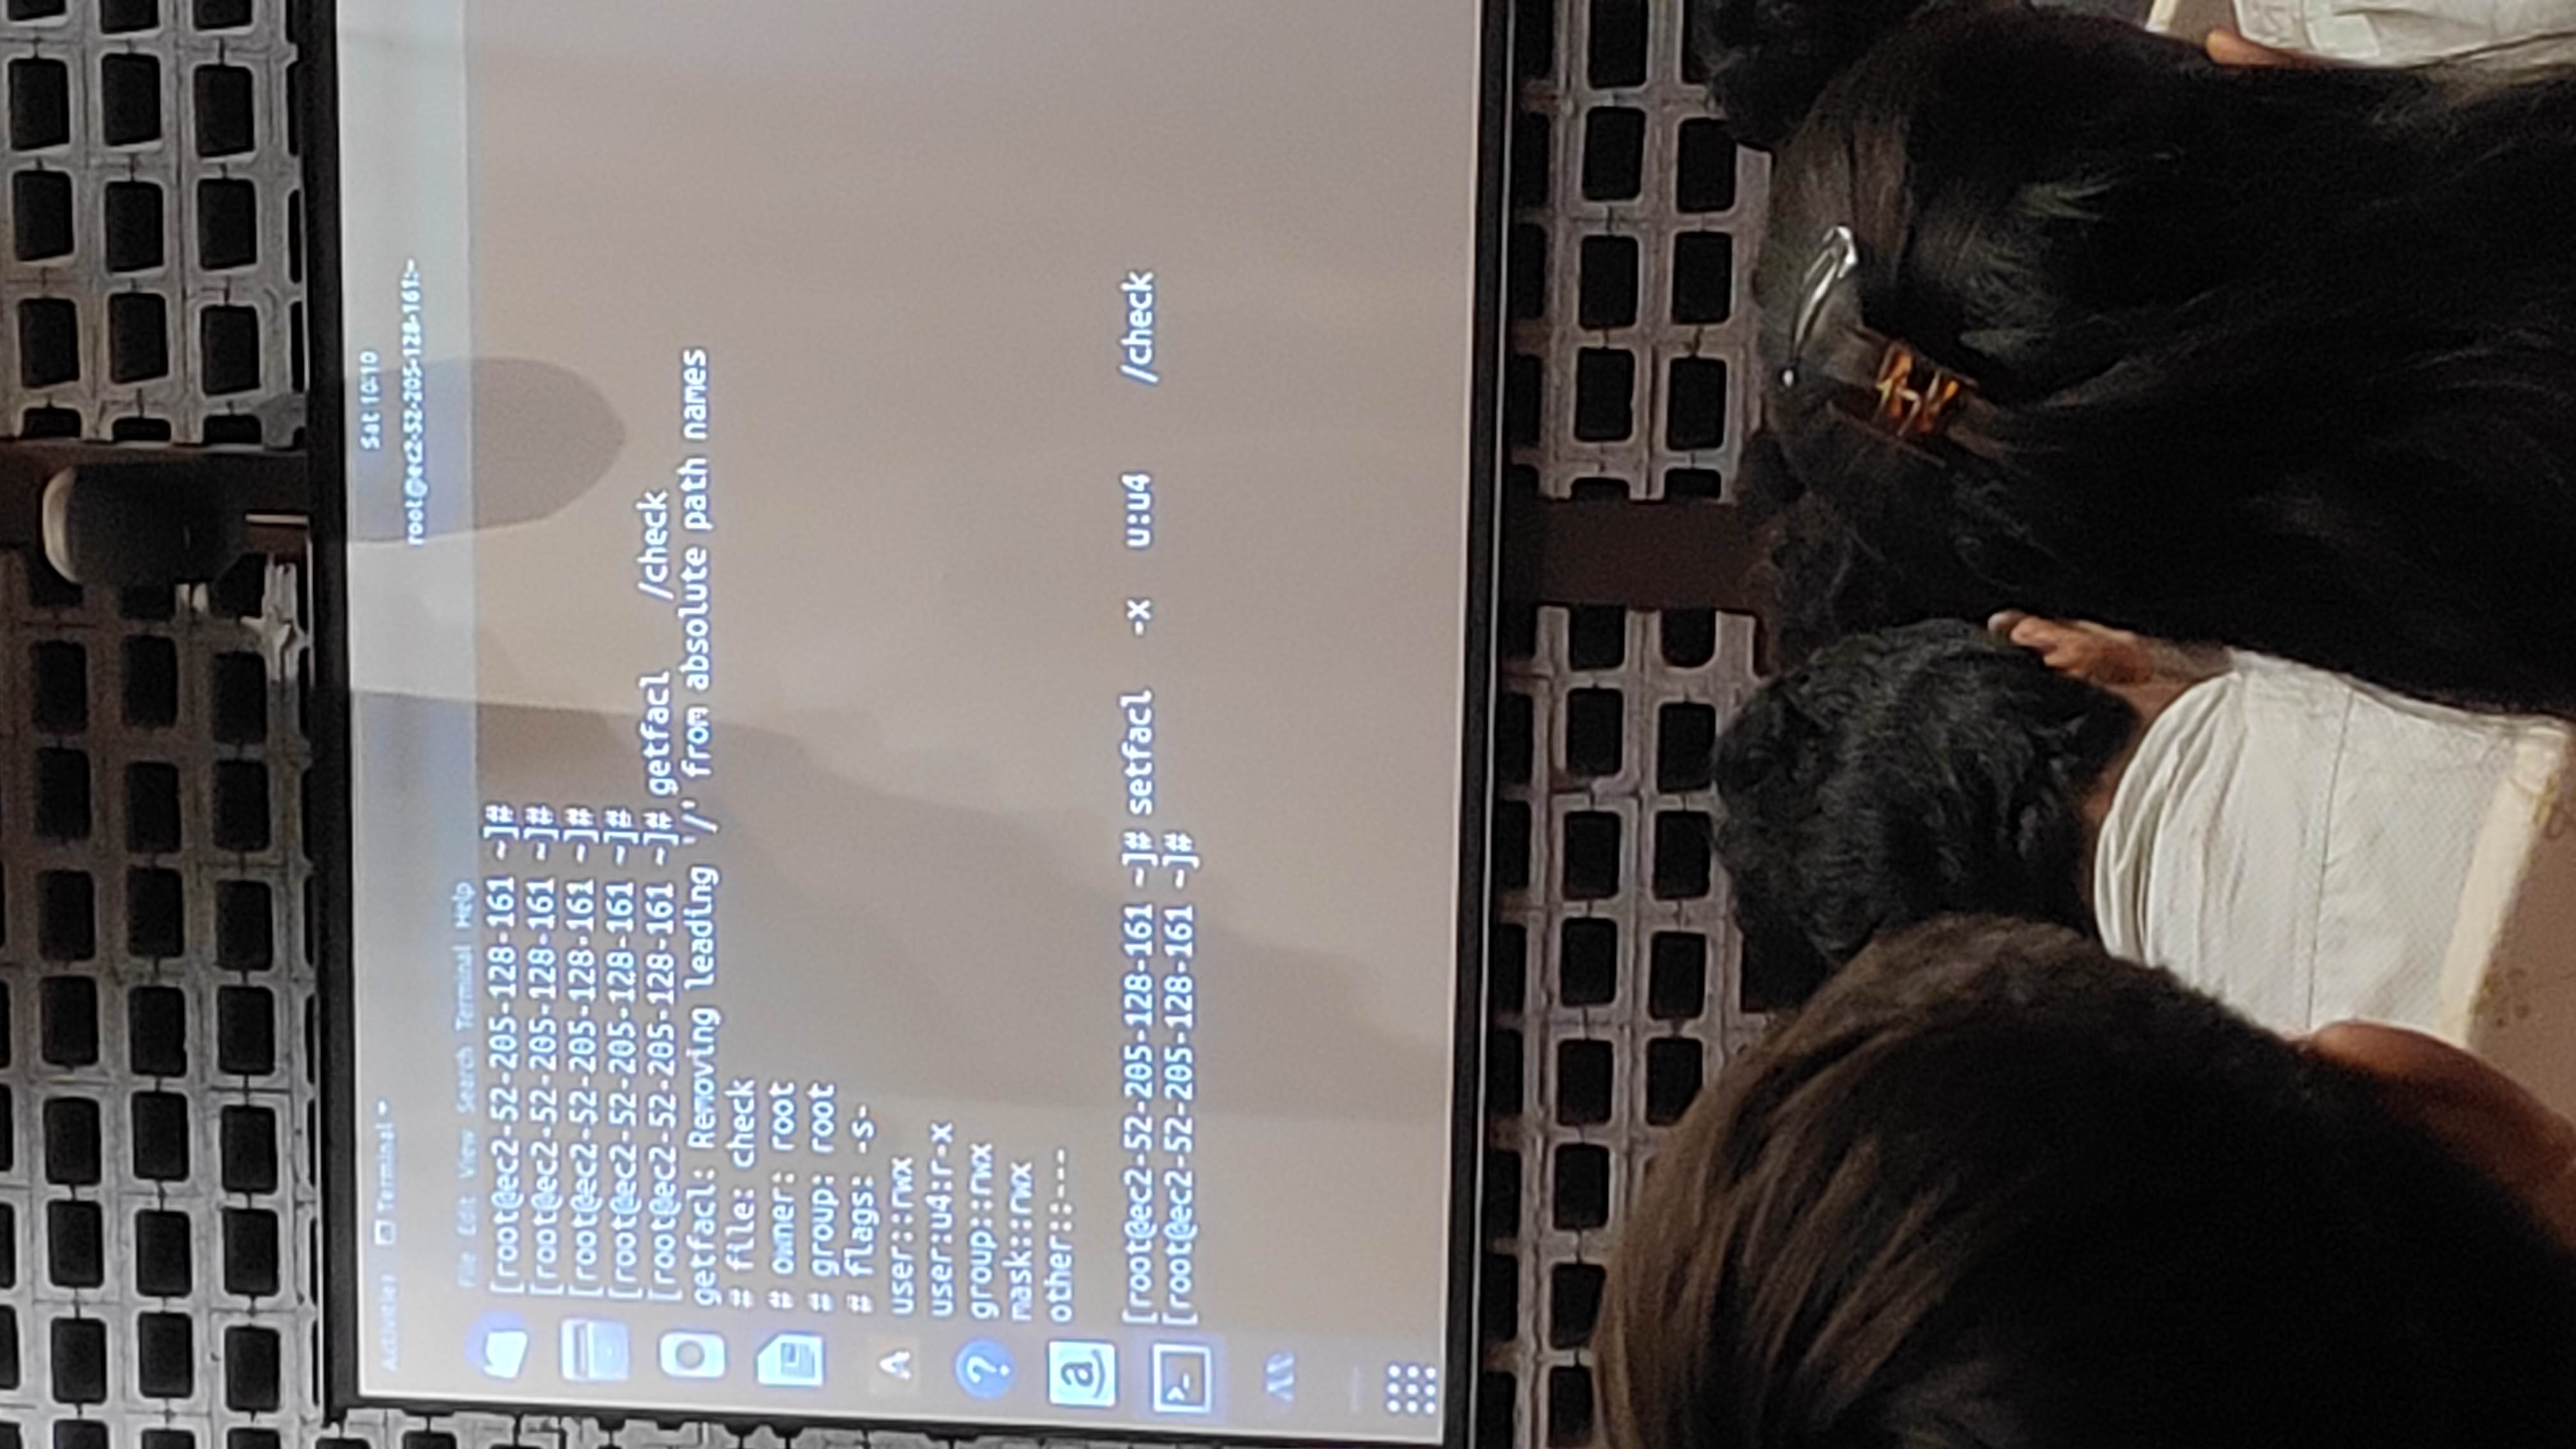 Activities Terminal
Sat 10:10
root@ec2-52-205-128-161:~
File Edit View Search Terminal Help
[root@ec2-52-205-128-161 ~]#
[root@ec2-52-205-128-161 ~]#
[root@ec2-52-205-128-161 ~]#
[root@ec2-52-205-128-161 ~]#
[root@ec2-52-205-128-161 ~]# getfacl    /check
getfacl: Removing leading '/' from absolute path names
# file: check
# owner: root
# group: root
# flags: -s-
user::rwx
user:u4:r-x
group::rwx
mask::rwx
other::---
[root@ec2-52-205-128-161 ~]# setfacl   -x   u:u4     /check
[root@ec2-52-205-128-161 ~]#